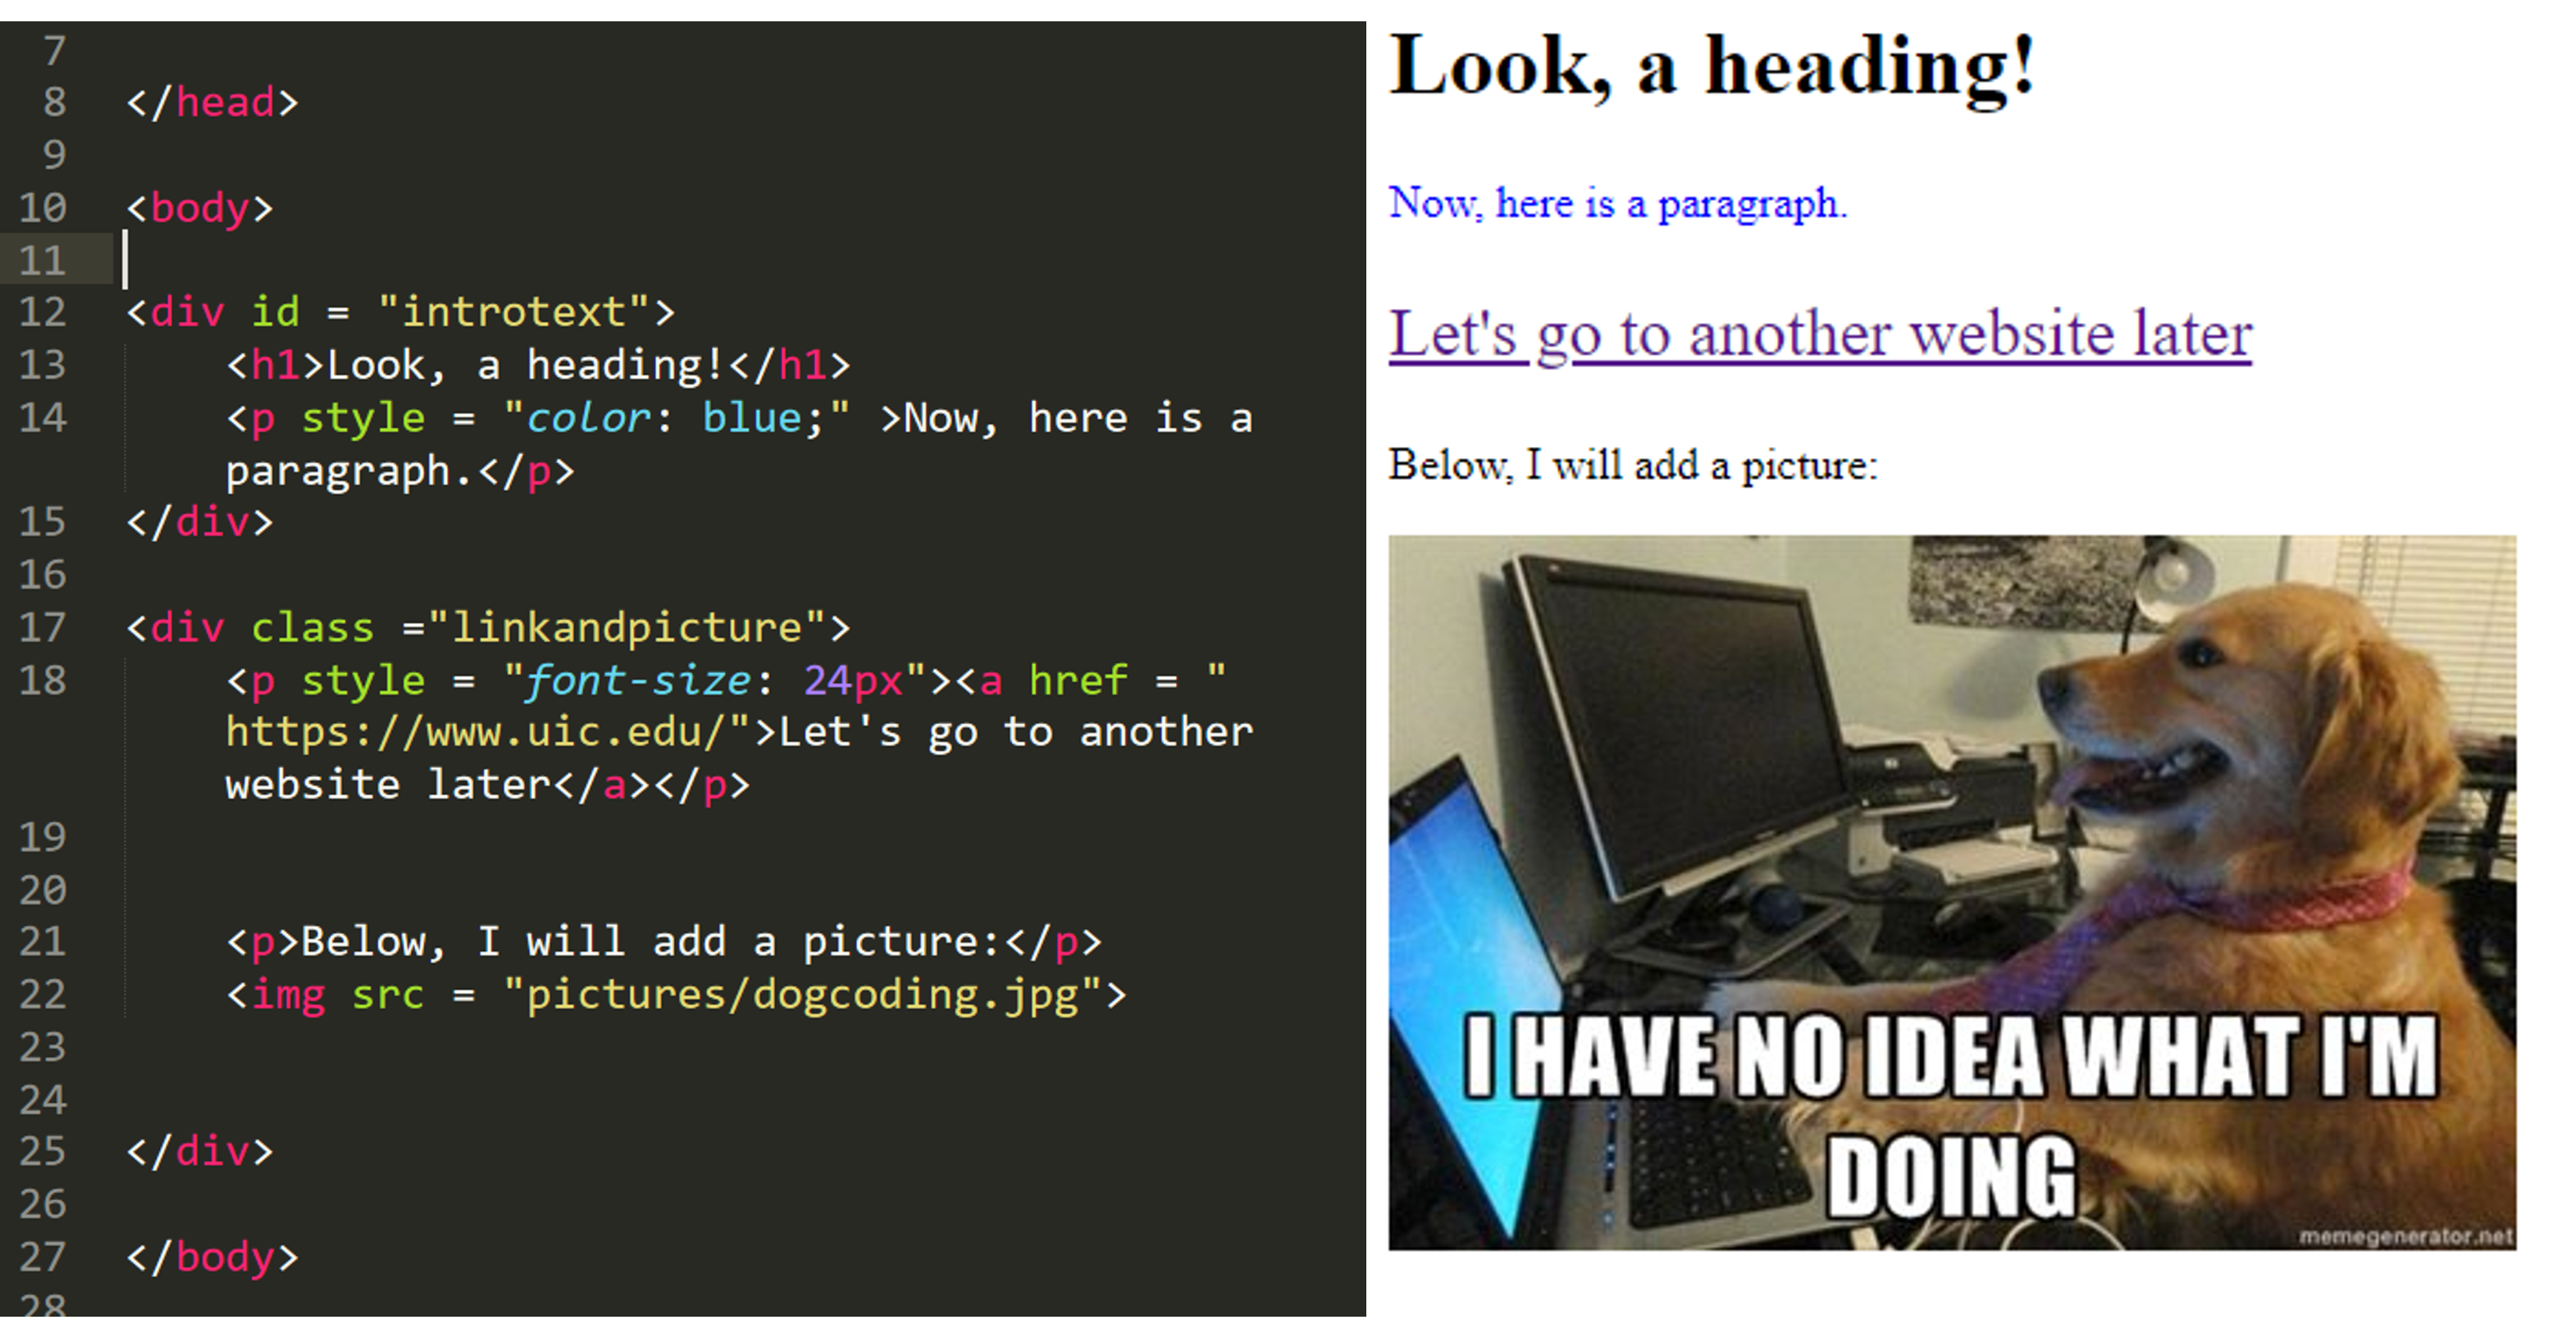 7
8 </head>
9
10 <body>
11
12 <div id = "introtext">
13 <h1>Look, a heading!</h1>
14 <p style = "color: blue;" >Now, here is a
paragraph.</p>
15 </div>
16
17 <div class ="linkandpicture">
18 <p style = "font-size: 24px"><a href = "
https://www.uic.edu/">Let's go to another
website later</a></p>
19
20
21 <p>Below, I will add a picture:</p>
22 <img src = "pictures/dogcoding.jpg">
23
24
25 </div>
26
27 </body>
28
Look, a heading!
Now, here is a paragraph.
Let's go to another website later
Below, I will add a picture:
I HAVE NO IDEA WHAT I'M
DOING
memegenerator.net